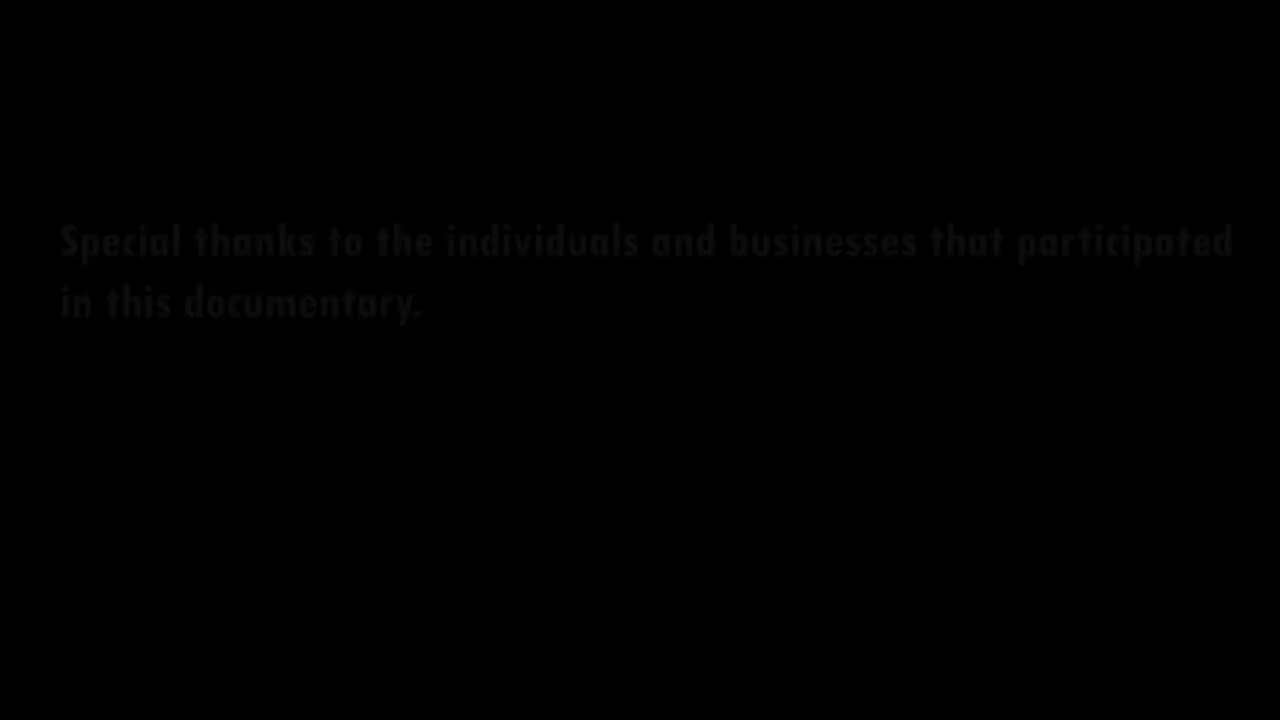 Special thanks to the individuals and businesses that participated
in this documentary.